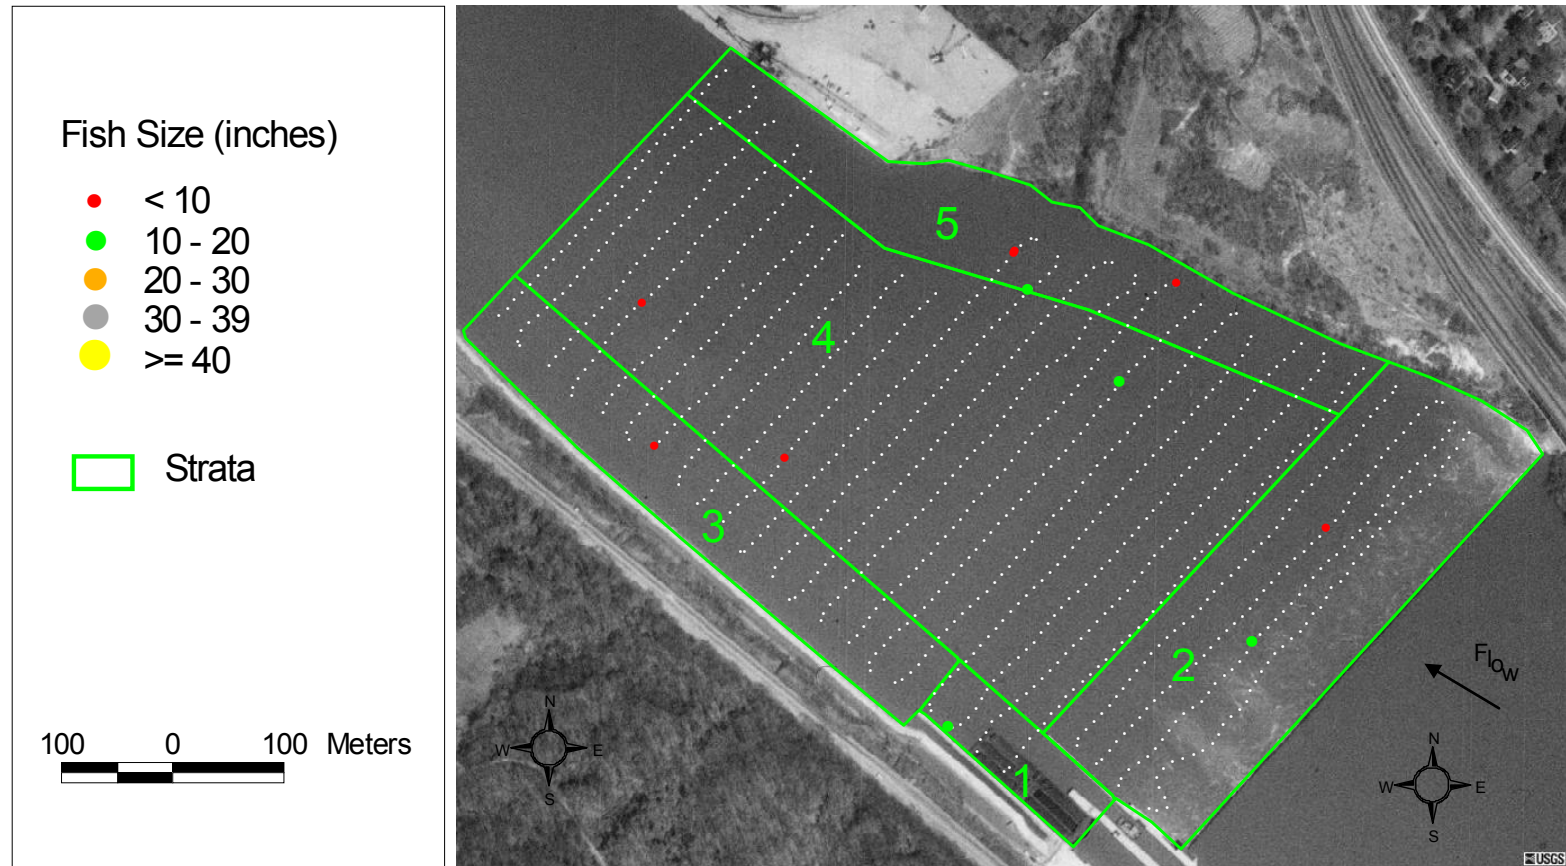 Fish Size (inches)
< 10
10 - 20
20 - 30
30 - 39
>= 40
Strata
100 0 100 Meters
5
4
3
2
1
Flow
N
W E
S
N
W E
S
USGS